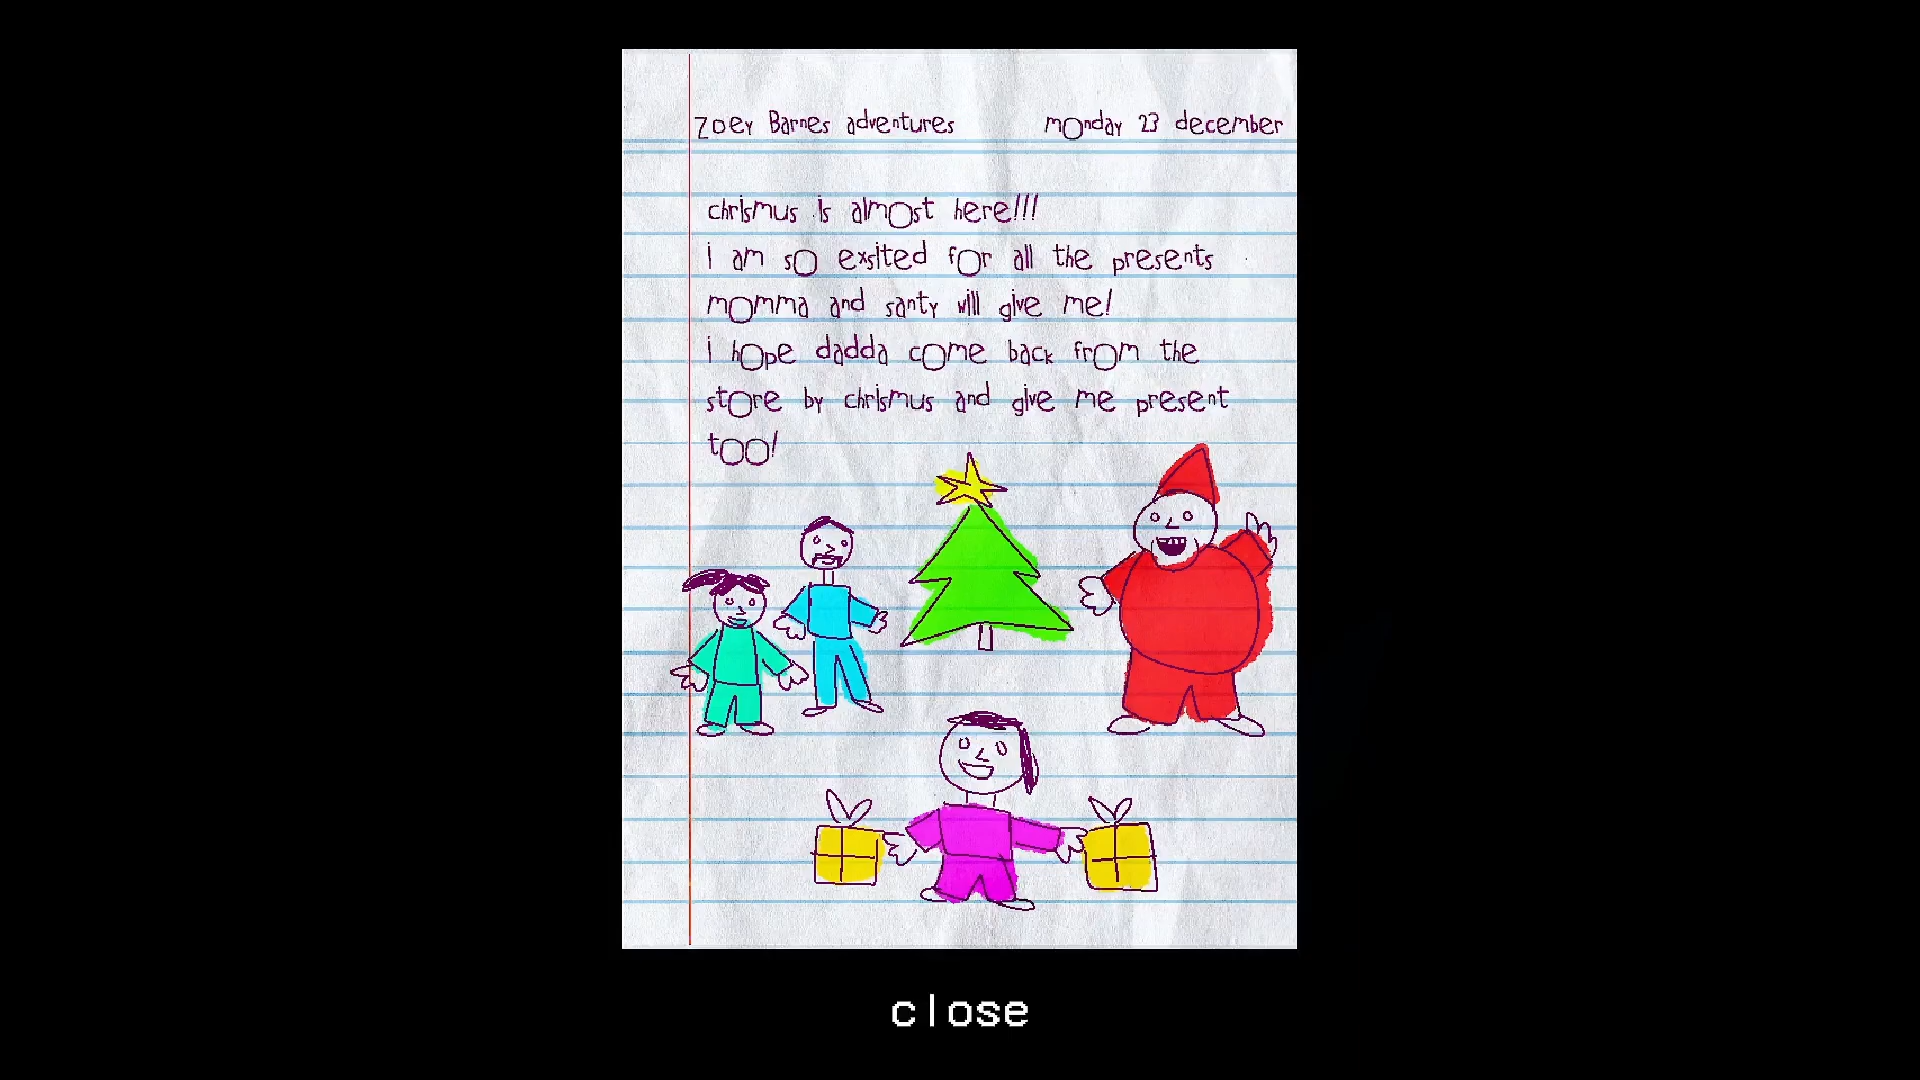 Zoey Barnes adventures monday 23 december
chrismus is almost here!!!
i am so exsited for all the presents
momma and santy will give me!
i hope dadda come back from the
store by chrismus and give me present
too!
close